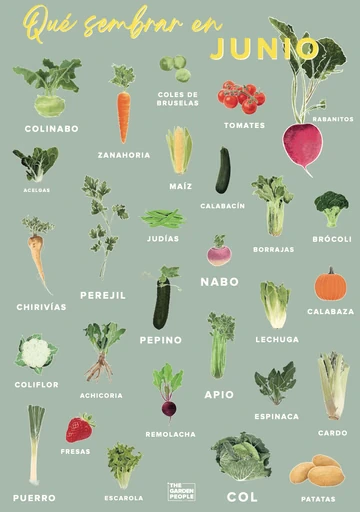 Qué sembrar en
JUNIO
COLINABO
ZANAHORIA
COLES DE
BRUSELAS
TOMATES
RABANITOS
ACELGAS
MAÍZ
CALABACÍN
JUDÍAS
BORRAJAS
BRÓCOLI
CHIRIVÍAS
PEREJIL
PEPINO
NABO
CALABAZA
LECHUGA
COLIFLOR
ACHICORIA
APIO
ESPINACA
CARDO
REMOLACHA
FRESAS
PUERRO
ESCAROLA
THE
GARDEN
PEOPLE
COL
PATATAS